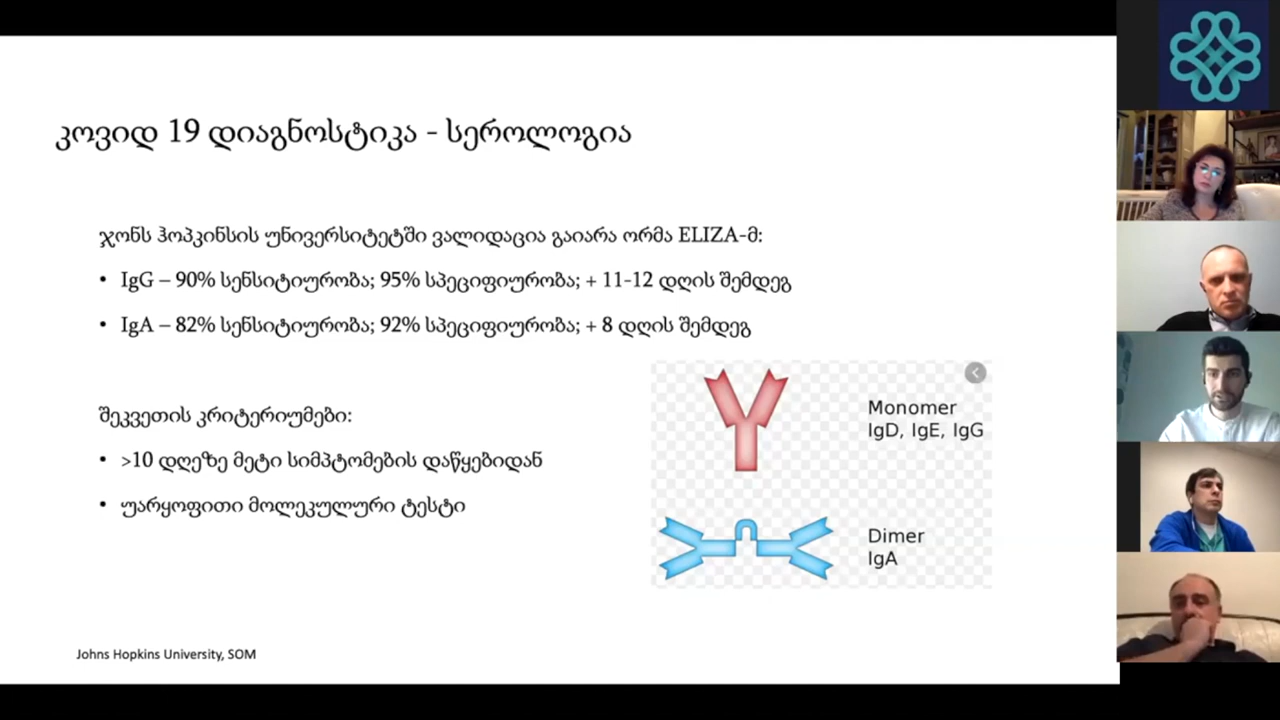 კოვიდ 19 დიაგნოსტიკა - სეროლოგია
ჯონს ჰოპკინსის უნივერსიტეტში ვალიდაცია გაიარა ორმა ELIZA-მ:
• IgG – 90% სენსიტიურობა; 95% სპეციფიურობა; + 11-12 დღის შემდეგ
• IgA – 82% სენსიტიურობა; 92% სპეციფიურობა; + 8 დღის შემდეგ
შეკვეთის კრიტერიუმები:
• >10 დღეზე მეტი სიმპტომების დაწყებიდან
• უარყოფითი მოლეკულური ტესტი
Monomer
IgD, IgE, IgG
Dimer
IgA
Johns Hopkins University, SOM